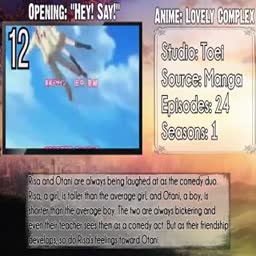 OPENING: "HEY! SAY!"
ANIME: LOVELY COMPLEX
12
Studio: Toei
Source: Manga
Episodes: 24
Seasons: 1
Risa and Otani are always being laughed at as the comedy duo.
Risa, a girl, is taller than the average girl, and Otani, a boy, is
shorter than the average boy. The two are always bickering and
even their teacher sees them as a comedy act. But as their friendship
develops, so do Risa's feelings toward Otani.